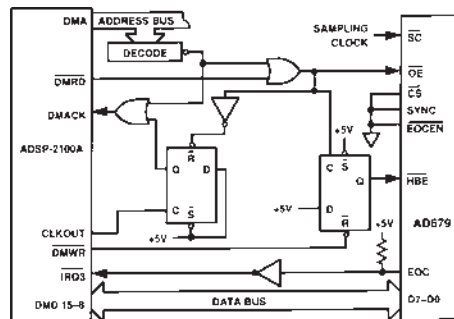 DMA
ADDRESS BUS
DECODE
SAMPLING
CLOCK
SC
DMRD
OE
CS
SYNC
EOCEN
DMACK
ADSP-2100A
R
Q
D
C
S
+5V
+5V
S
C
Q
D
R
+5V
HBE
+5V
AD679
CLKOUT
DMWR
IRQ3
EOC
DMD 15–8
DATA BUS
D7–D0